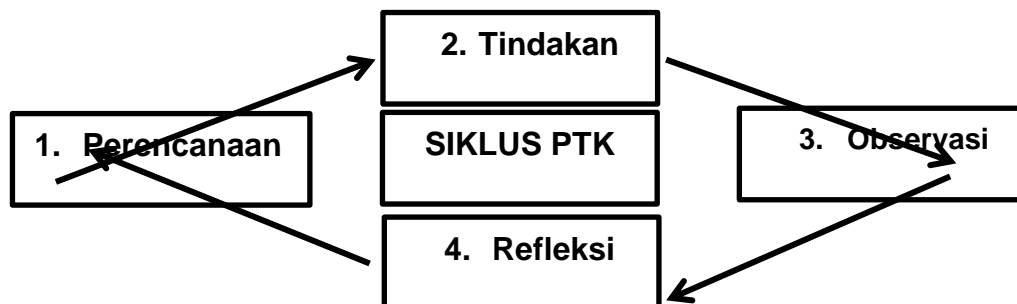 2. Tindakan
1. Perencanaan
SIKLUS PTK
3. Observasi
4. Refleksi